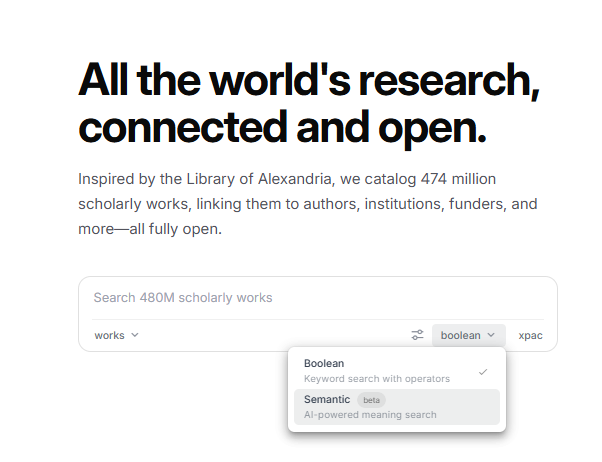 All the world's research,
connected and open.
Inspired by the Library of Alexandria, we catalog 474 million
scholarly works, linking them to authors, institutions, funders, and
more—all fully open.
Search 480M scholarly works
works boolean xpac
Boolean
Keyword search with operators
Semantic beta
AI-powered meaning search